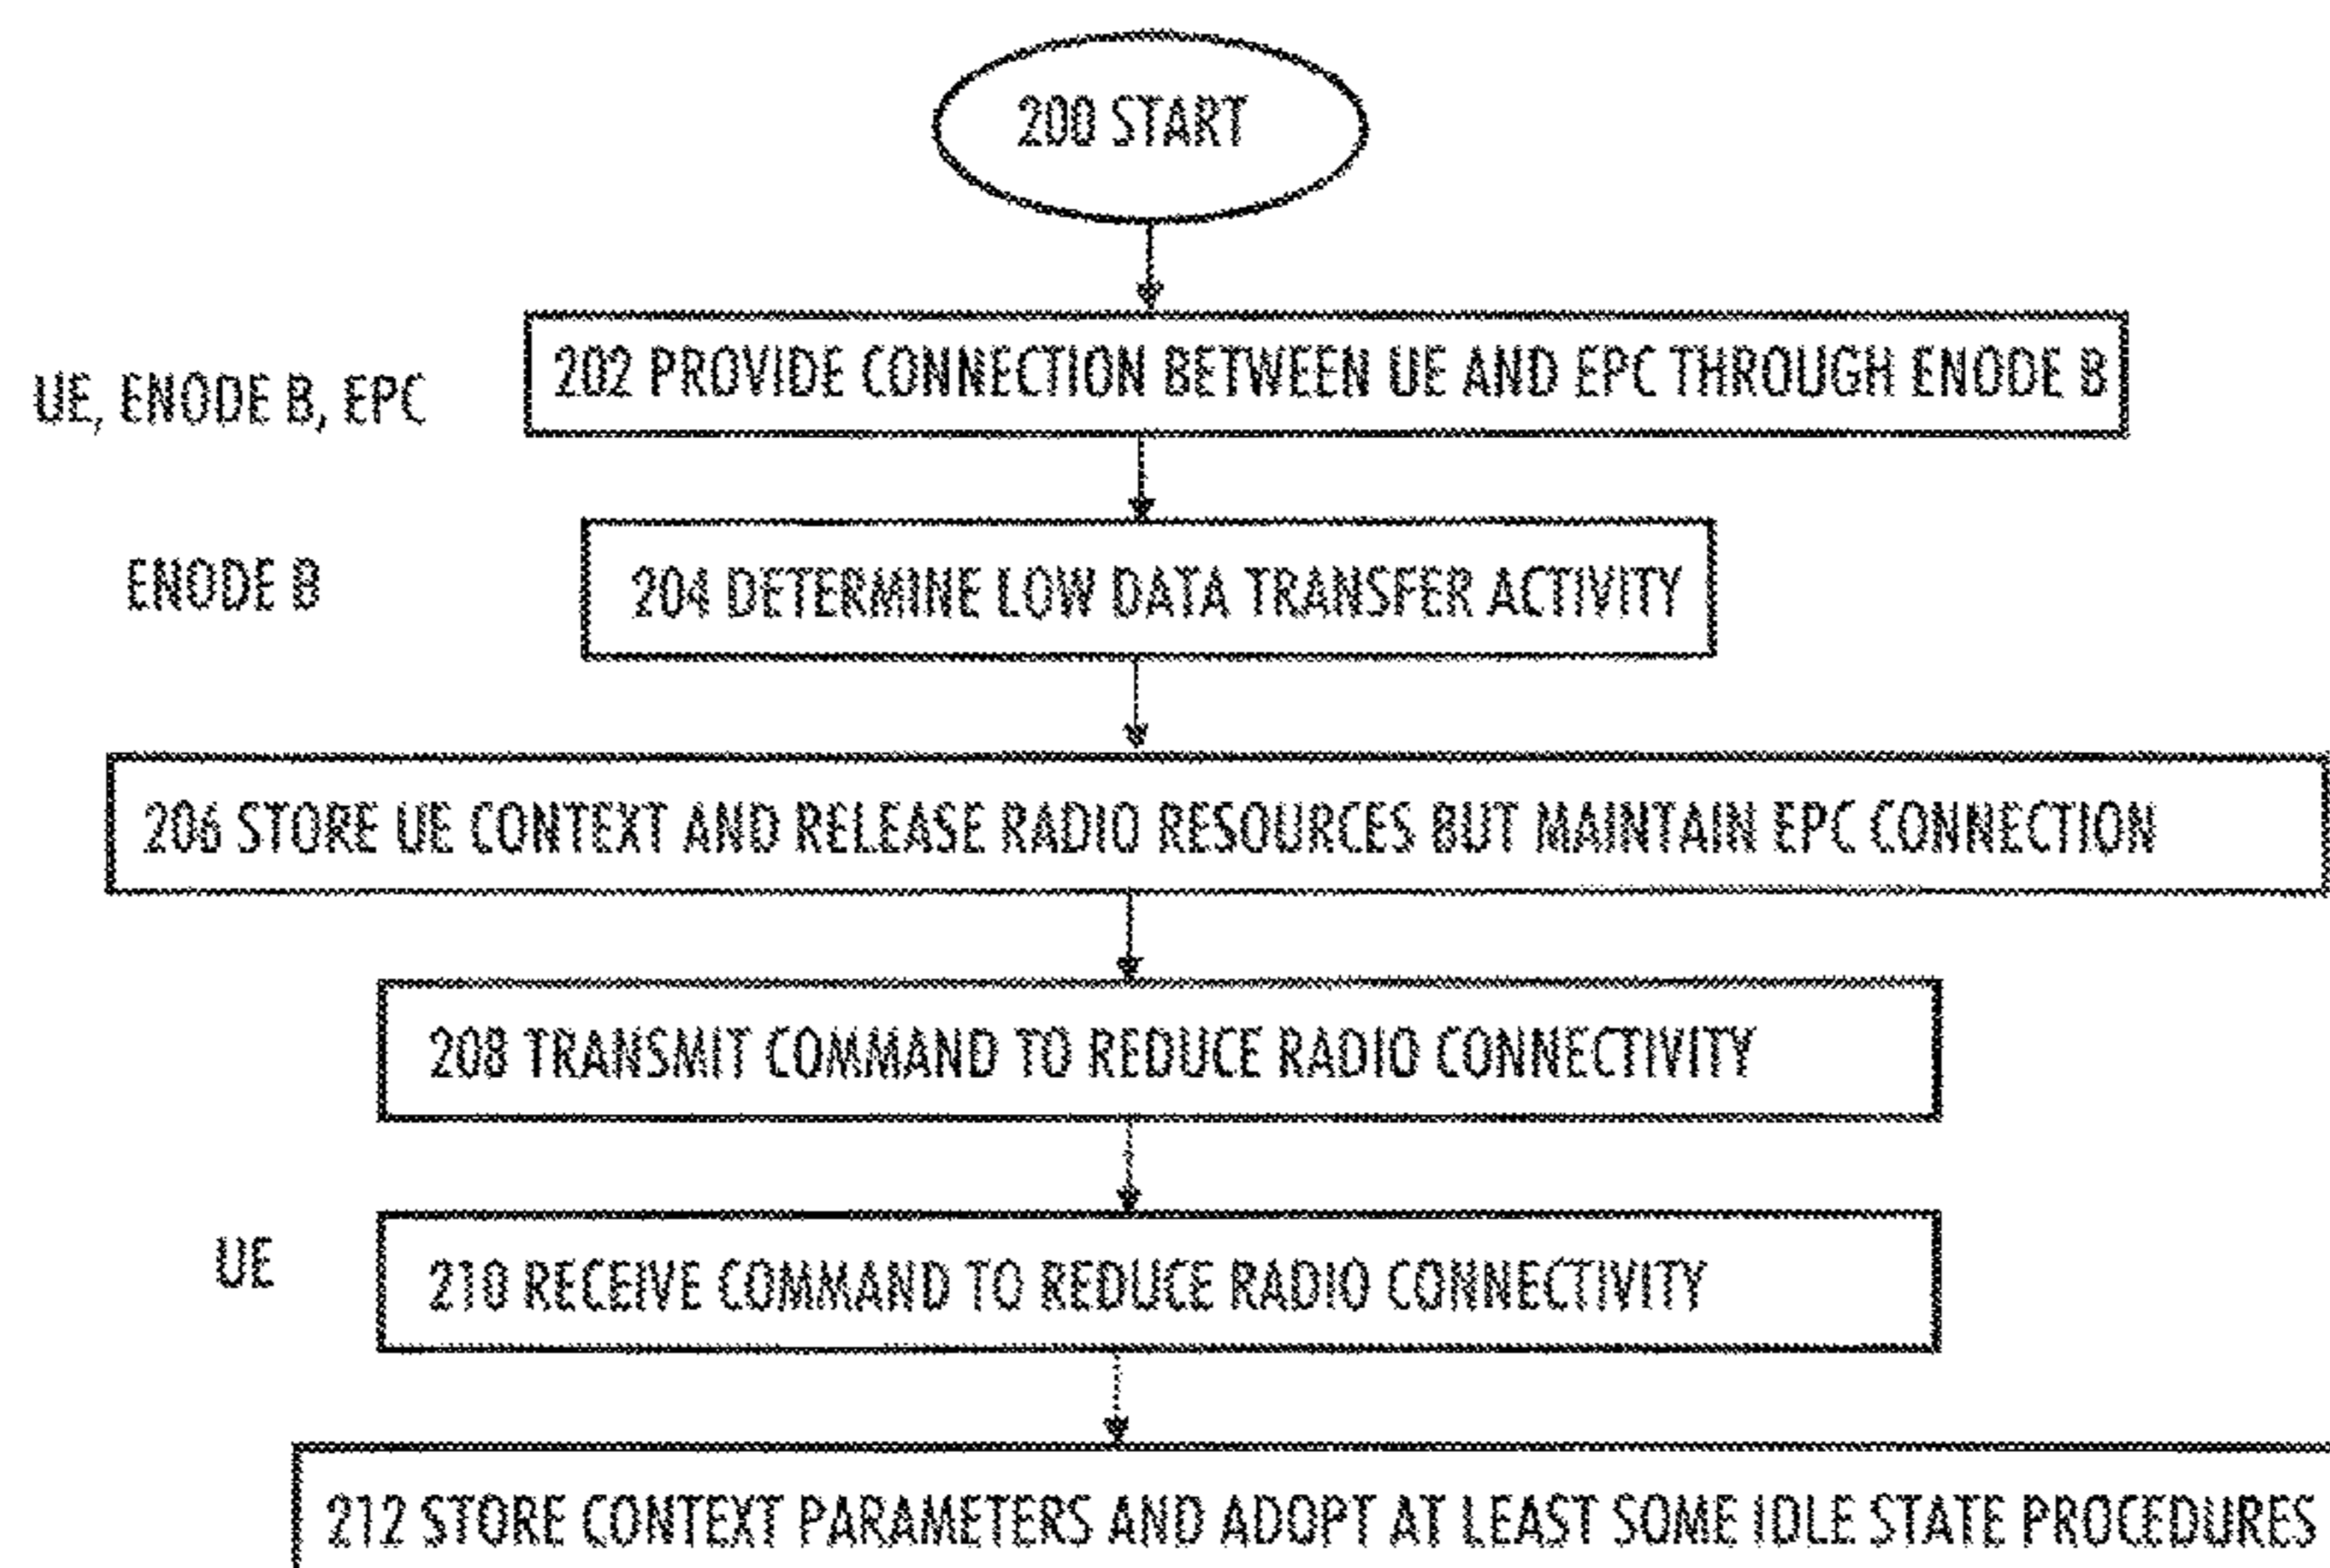 200 START
UE, ENODE B, EPC
202 PROVIDE CONNECTION BETWEEN UE AND EPC THROUGH ENODE B
ENODE B
204 DETERMINE LOW DATA TRANSFER ACTIVITY
206 STORE UE CONTEXT AND RELEASE RADIO RESOURCES BUT MAINTAIN EPC CONNECTION
208 TRANSMIT COMMAND TO REDUCE RADIO CONNECTIVITY
UE
210 RECEIVE COMMAND TO REDUCE RADIO CONNECTIVITY
212 STORE CONTEXT PARAMETERS AND ADOPT AT LEAST SOME IDLE STATE PROCEDURES